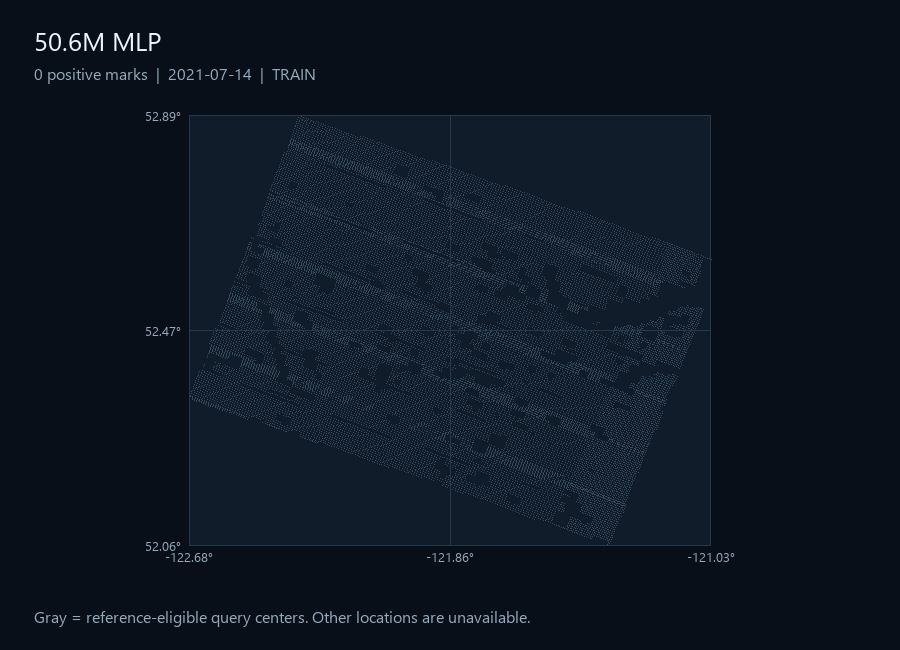 50.6M MLP
0 positive marks | 2021-07-14 | TRAIN
52.89°
52.47°
52.06°
-122.68°
-121.86°
-121.03°
Gray = reference-eligible query centers. Other locations are unavailable.